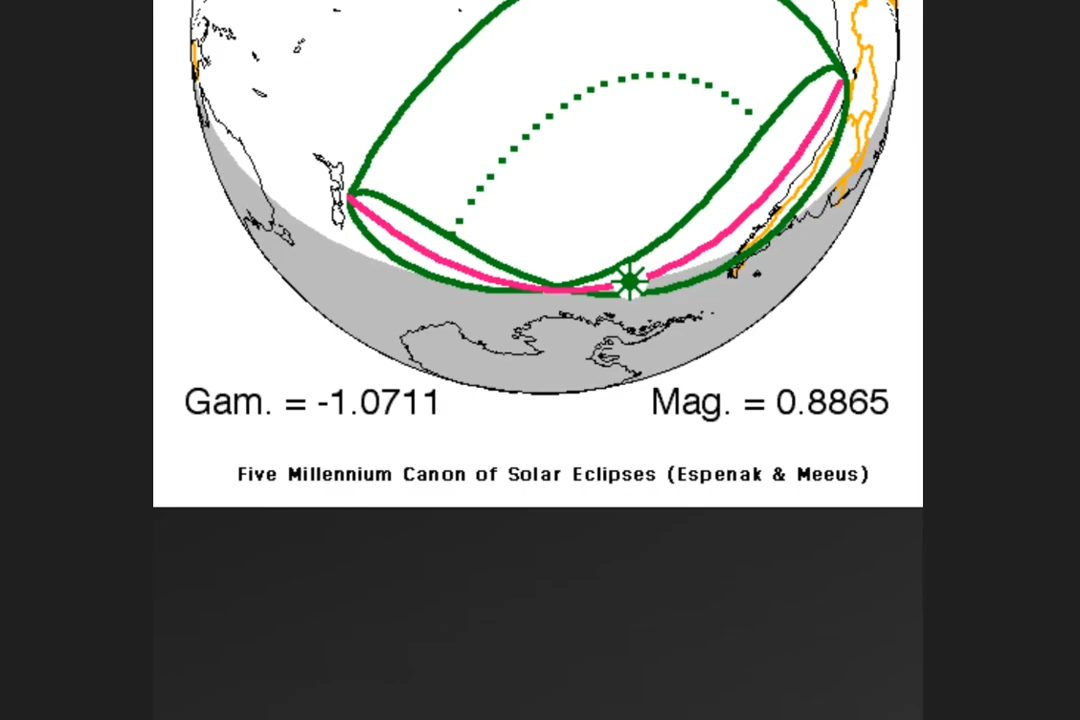 Gam. = -1.0711 Mag. = 0.8865
Five Millennium Canon of Solar Eclipses (Espenak & Meeus)